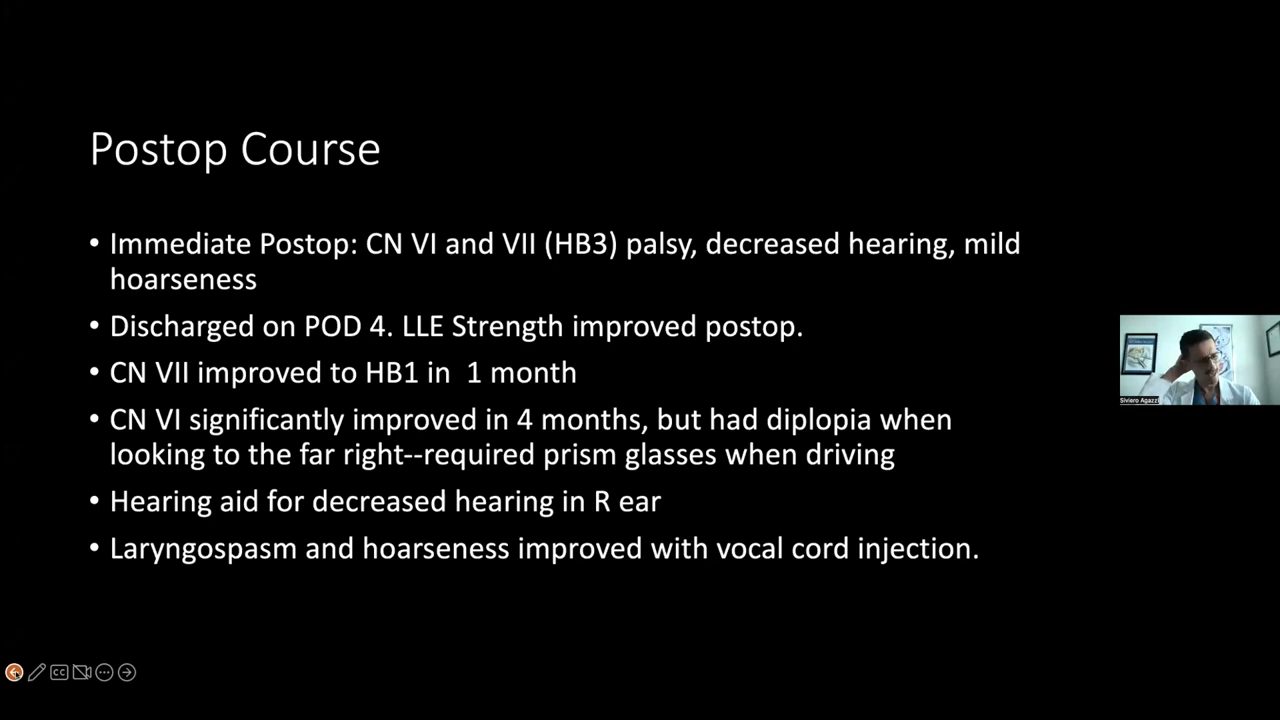 Postop Course
• Immediate Postop: CN VI and VII (HB3) palsy, decreased hearing, mild
hoarseness
• Discharged on POD 4. LLE Strength improved postop.
• CN VII improved to HB1 in  1 month
• CN VI significantly improved in 4 months, but had diplopia when
looking to the far right--required prism glasses when driving
• Hearing aid for decreased hearing in R ear
• Laryngospasm and hoarseness improved with vocal cord injection.
Siviero Agazzi
CC